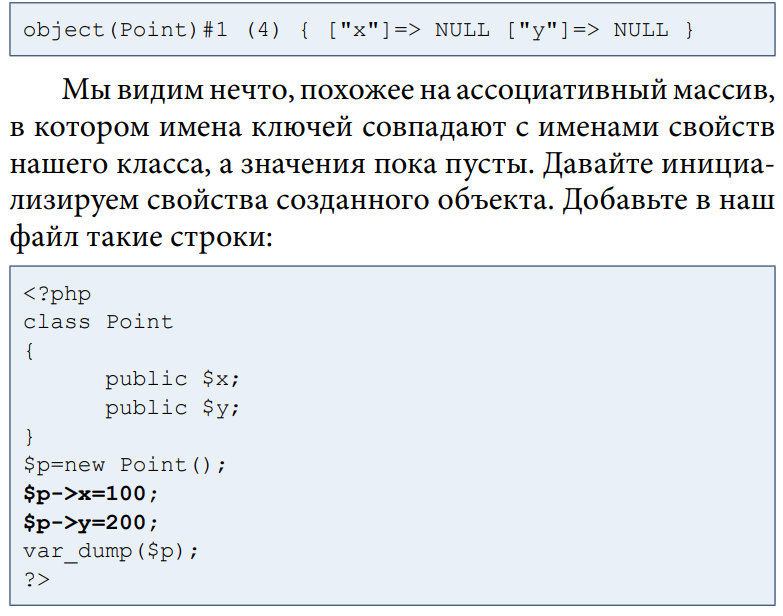 object(Point)#1 (4) { ["x"]=> NULL ["y"]=> NULL }
Мы видим нечто, похожее на ассоциативный массив,
в котором имена ключей совпадают с именами свойств
нашего класса, а значения пока пусты. Давайте инициа-
лизируем свойства созданного объекта. Добавьте в наш
файл такие строки:
<?php
class Point
{
public $x;
public $y;
}
$p=new Point();
$p->x=100;
$p->y=200;
var_dump($p);
?>